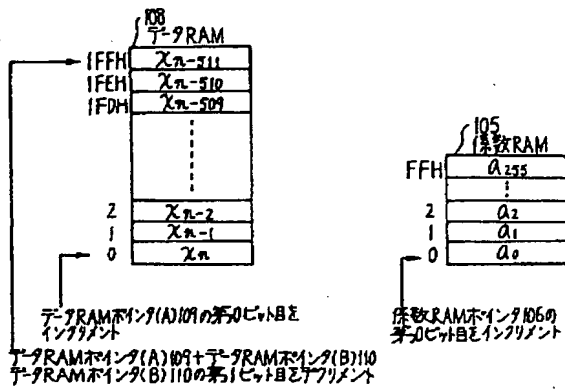 108
データRAM
1FFH xn-511
1FEH xn-510
1FDH xn-509
2 xn-2
1 xn-1
0 xn
データRAMポインタ(A)109の第0ビット目を
インクリメント
データRAMポインタ(A)109+データRAMポインタ(B)110
データRAMポインタ(B)110の第1ビット目をデクリメント
105
係数RAM
FFH a255
2 a2
1 a1
0 a0
係数RAMポインタ106の
第0ビット目をインクリメント